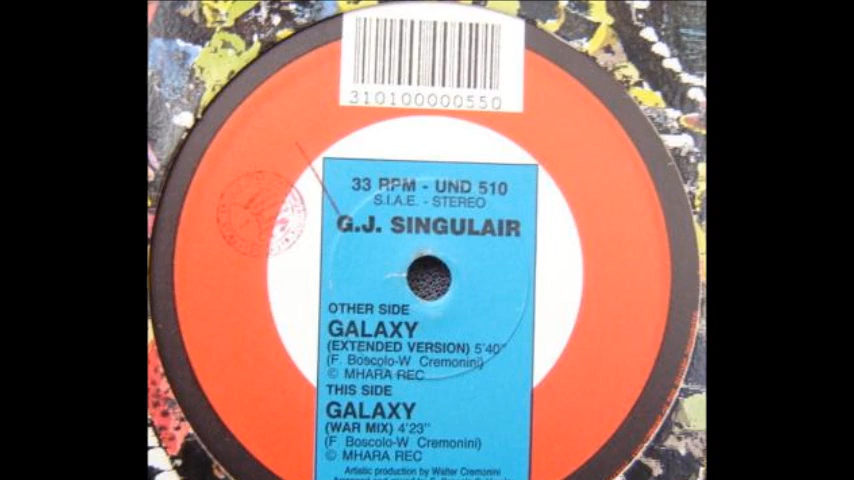 310100000550
33 RPM - UND 510
S.I.A.E. - STEREO
G.J. SINGULAIR
OTHER SIDE
GALAXY
(EXTENDED VERSION) 5'40"
(F. Boscolo-W Cremonini)
© MHARA REC
THIS SIDE
GALAXY
(WAR MIX) 4'23"
(F. Boscolo-W Cremonini)
© MHARA REC
Artistic production by Walter Cremonini